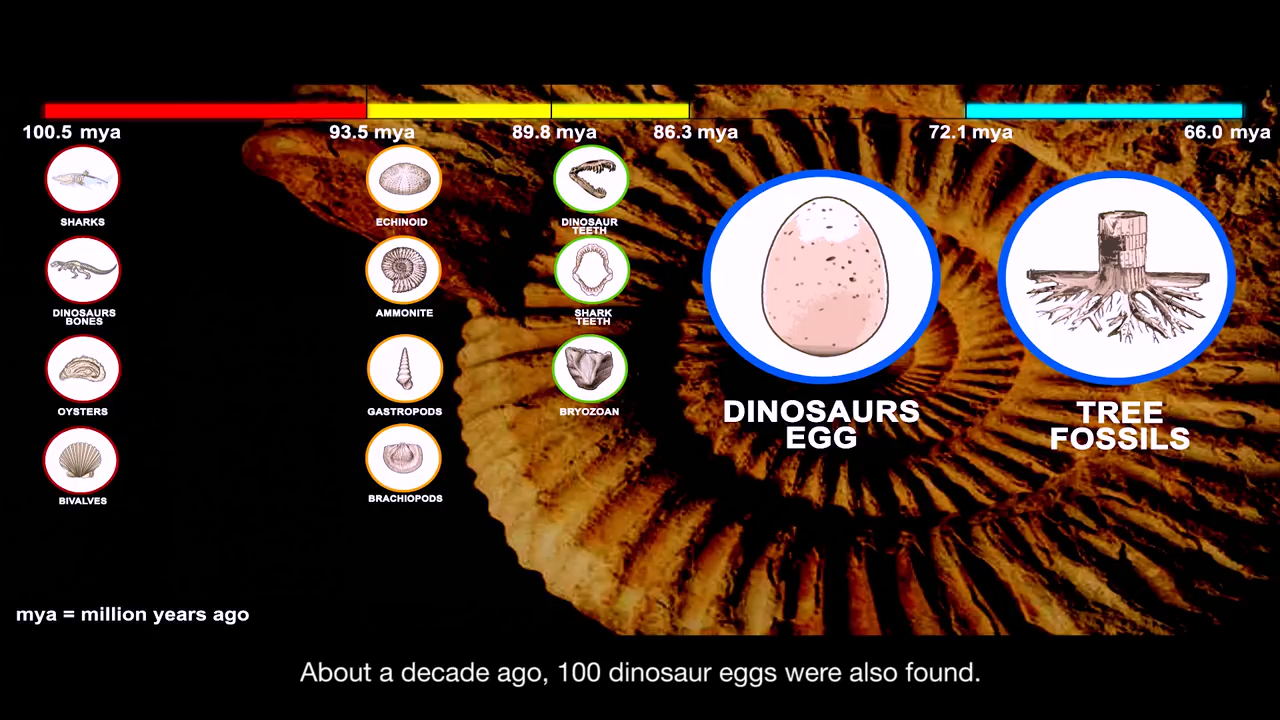 100.5 mya
93.5 mya
89.8 mya
86.3 mya
72.1 mya
66.0 mya
SHARKS
DINOSAURS
BONES
OYSTERS
BIVALVES
ECHINOID
AMMONITE
GASTROPODS
BRACHIOPODS
DINOSAUR
TEETH
SHARK
TEETH
BRYOZOAN
DINOSAURS
EGG
TREE
FOSSILS
mya = million years ago
About a decade ago, 100 dinosaur eggs were also found.